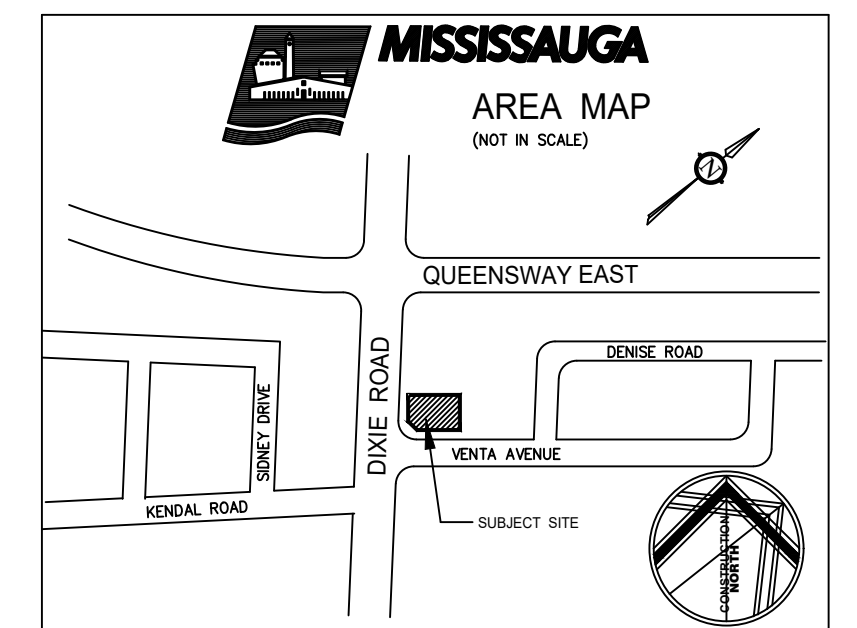 MISSISSAUGA
AREA MAP
(NOT IN SCALE)
N
QUEENSWAY EAST
DENISE ROAD
DIXIE ROAD
SIDNEY DRIVE
VENTA AVENUE
KENDAL ROAD
SUBJECT SITE
CONSTRUCTION
NORTH